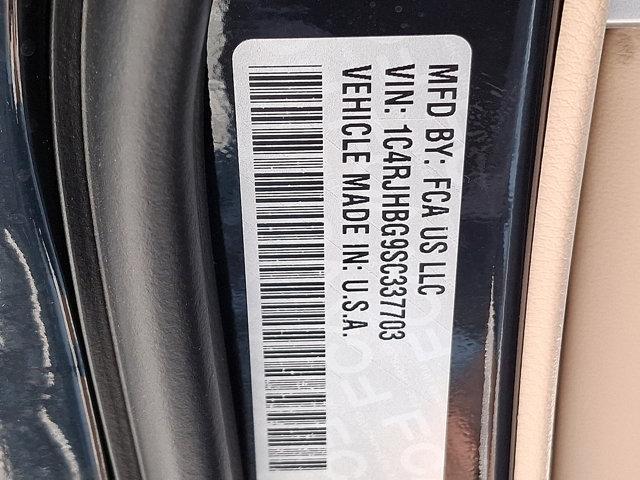 MFD BY: FCA US LLC
VIN: 1C4RJHBG9SC337703
VEHICLE MADE IN: U.S.A.